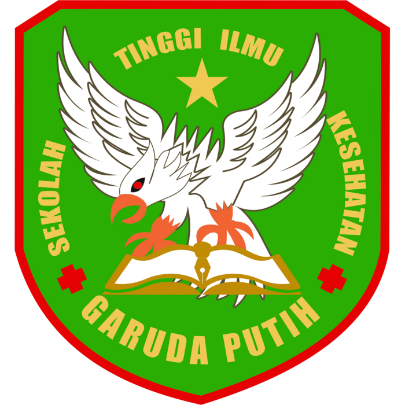 SEKOLAH TINGGI ILMU KESEHATAN
GARUDA PUTIH